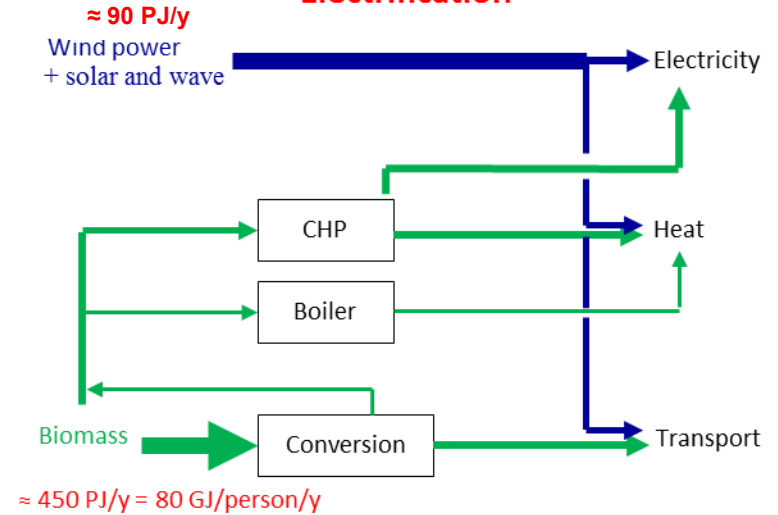 ≈ 90 PJ/y
Wind power
+ solar and wave
Electricity
CHP
Heat
Boiler
Biomass
Conversion
Transport
≈ 450 PJ/y = 80 GJ/person/y